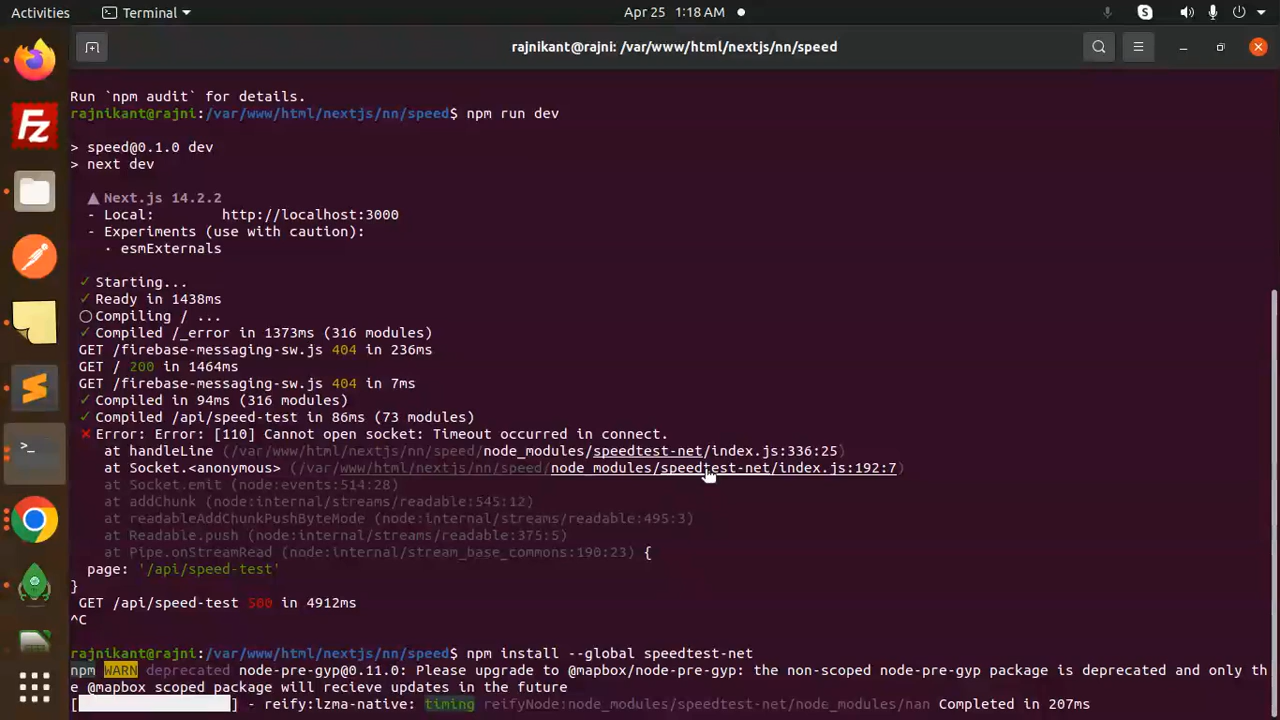 Activities
Terminal
Apr 25 1:18 AM
rajnikant@rajni: /var/www/html/nextjs/nn/speed
Run `npm audit` for details.
rajnikant@rajni:/var/www/html/nextjs/nn/speed$ npm run dev
> speed@0.1.0 dev
> next dev
▲ Next.js 14.2.2
- Local: http://localhost:3000
- Experiments (use with caution):
· esmExternals
✓ Starting...
✓ Ready in 1438ms
○ Compiling / ...
✓ Compiled /_error in 1373ms (316 modules)
GET /firebase-messaging-sw.js 404 in 236ms
GET / 200 in 1464ms
GET /firebase-messaging-sw.js 404 in 7ms
✓ Compiled in 94ms (316 modules)
✓ Compiled /api/speed-test in 86ms (73 modules)
⨯ Error: Error: [110] Cannot open socket: Timeout occurred in connect.
at handleLine (/var/www/html/nextjs/nn/speed/node_modules/speedtest-net/index.js:336:25)
at Socket.<anonymous> (/var/www/html/nextjs/nn/speed/node_modules/speedtest-net/index.js:192:7)
at Socket.emit (node:events:514:28)
at addChunk (node:internal/streams/readable:545:12)
at readableAddChunkPushByteMode (node:internal/streams/readable:495:3)
at Readable.push (node:internal/streams/readable:375:5)
at Pipe.onStreamRead (node:internal/stream_base_commons:190:23) {
page: '/api/speed-test'
}
GET /api/speed-test 500 in 4912ms
^C
rajnikant@rajni:/var/www/html/nextjs/nn/speed$ npm install --global speedtest-net
npm WARN deprecated node-pre-gyp@0.11.0: Please upgrade to @mapbox/node-pre-gyp: the non-scoped node-pre-gyp package is deprecated and only th
e @mapbox scoped package will recieve updates in the future
[ ] - reify:lzma-native: timing reifyNode:node_modules/speedtest-net/node_modules/nan Completed in 207ms